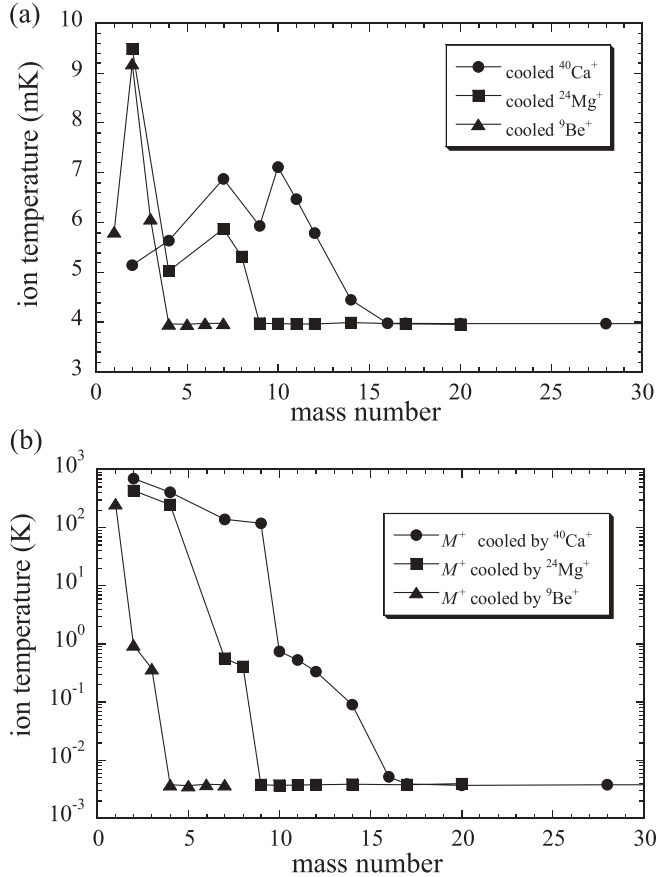 (a)
10
9
8
7
6
5
4
3
ion temperature (mK)
cooled ⁴⁰Ca⁺
cooled ²⁴Mg⁺
cooled ⁹Be⁺
0 5 10 15 20 25 30
mass number
(b)
10³
10²
10¹
10⁰
10⁻¹
10⁻²
10⁻³
ion temperature (K)
M⁺ cooled by ⁴⁰Ca⁺
M⁺ cooled by ²⁴Mg⁺
M⁺ cooled by ⁹Be⁺
0 5 10 15 20 25 30
mass number